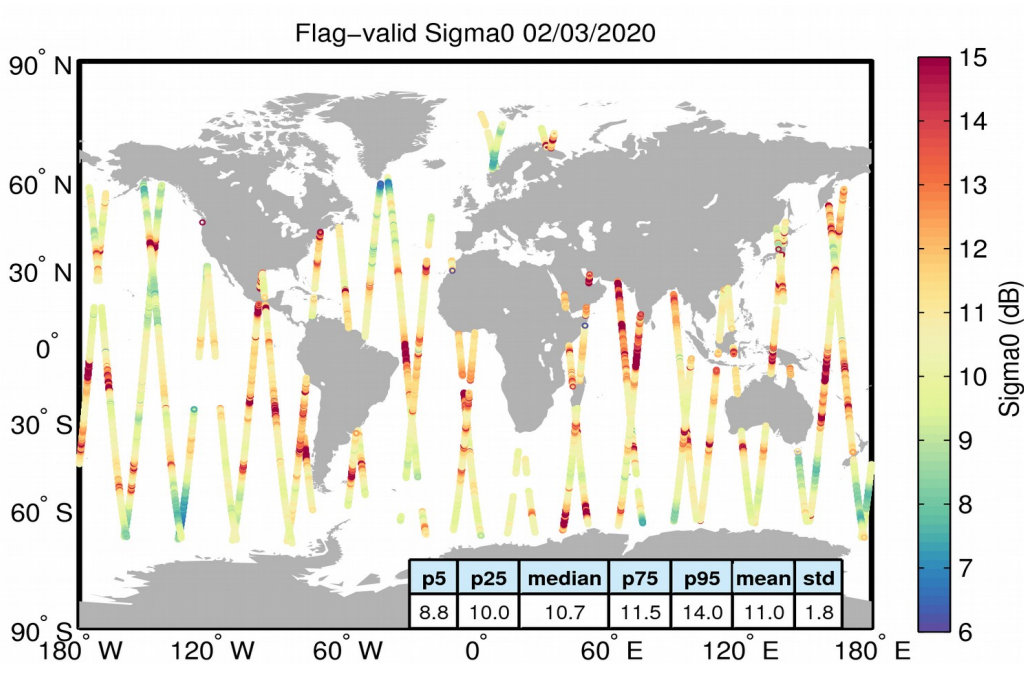 Flag−valid Sigma0 02/03/2020
90° N
60° N
30° N
0°
30° S
60° S
90° S
180° W
120° W
60° W
0°
60° E
120° E
180° E
15
14
13
12
11
10
9
8
7
6
Sigma0 (dB)
p5 p25 median p75 p95 mean std
8.8 10.0 10.7 11.5 14.0 11.0 1.8